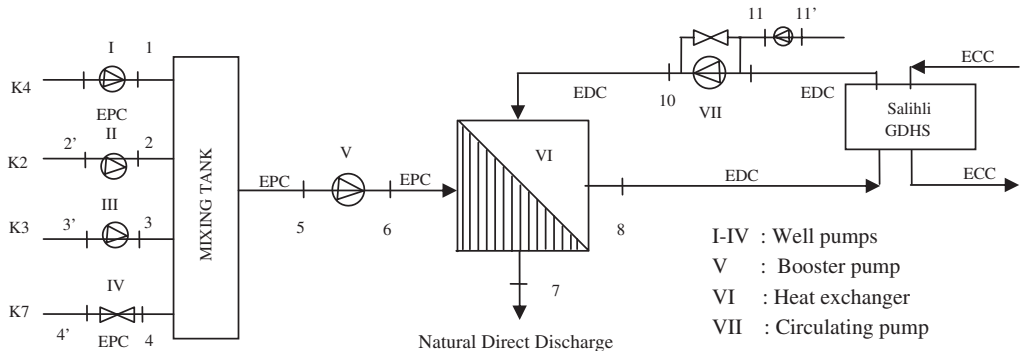 I 1
K4
EPC
II
2' 2
K2
III
3' 3
K3
IV
K7
4' EPC 4
MIXING TANK
EPC
V
EPC
5
6
VI
7
Natural Direct Discharge
8
EDC
EDC
10
VII
11 11'
EDC
ECC
Salihli
GDHS
ECC
I-IV : Well pumps
V : Booster pump
VI : Heat exchanger
VII : Circulating pump